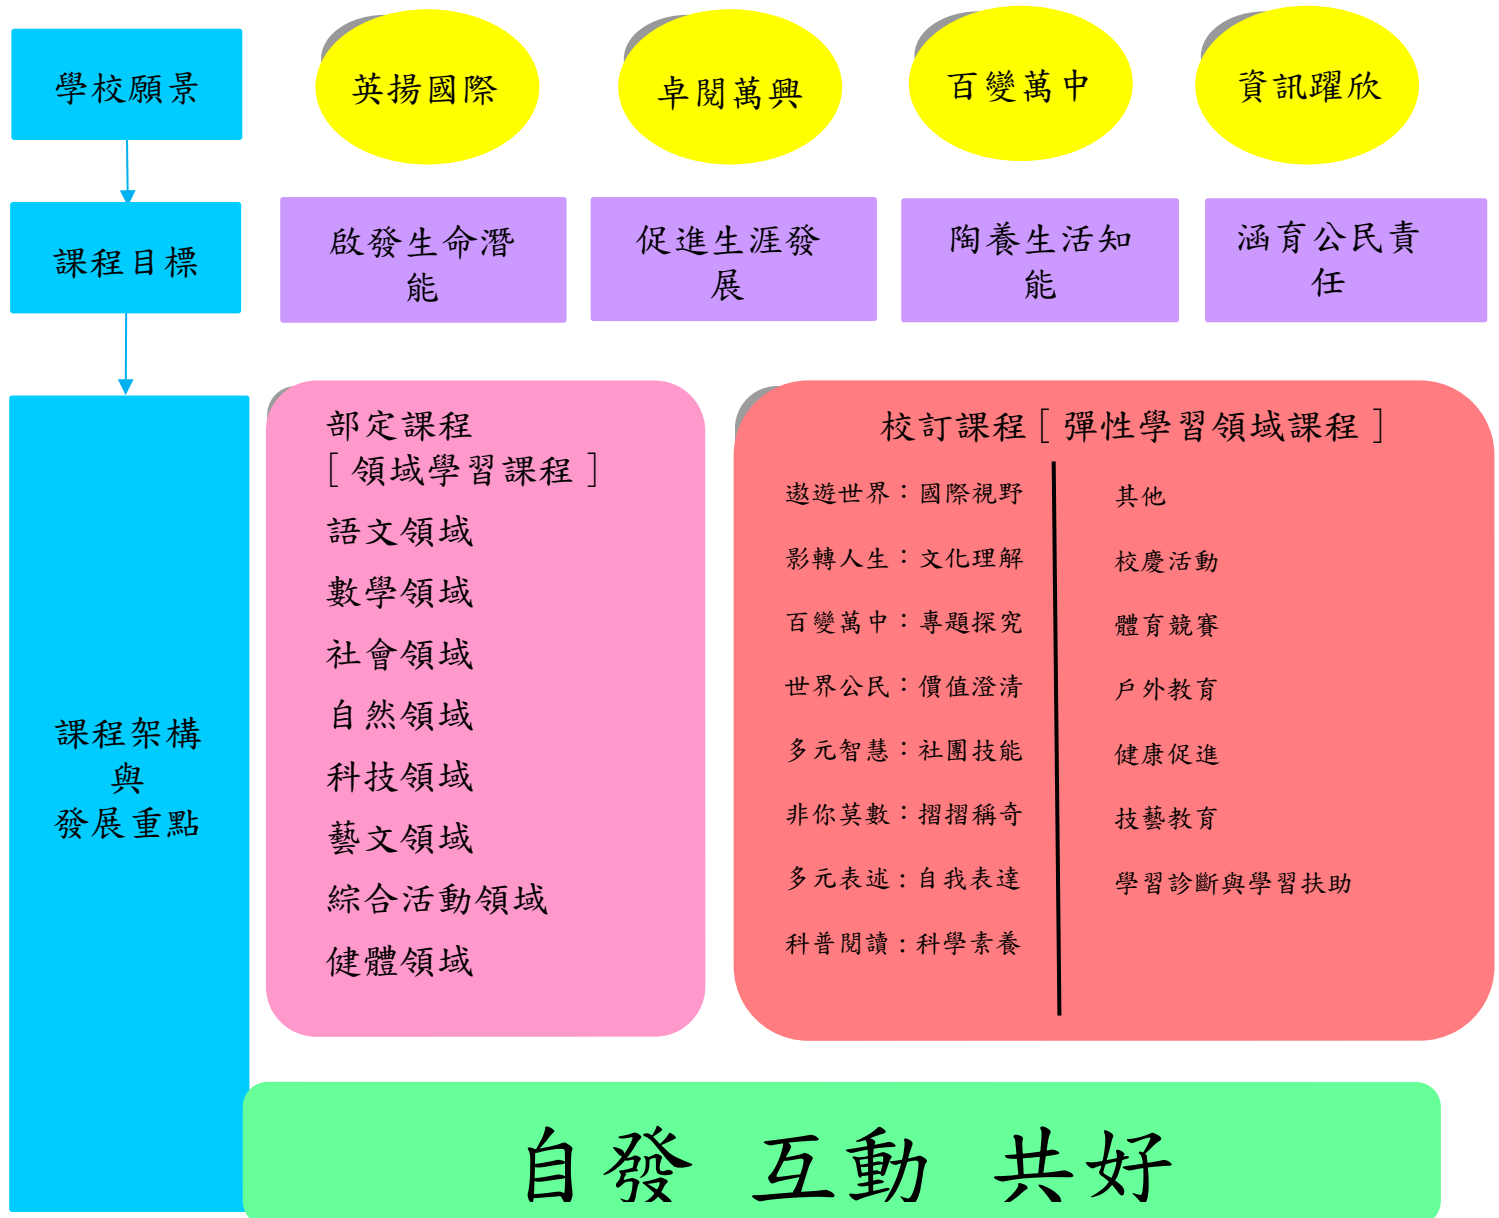 學校願景
英揚國際
卓閱萬興
百變萬中
資訊躍欣
課程目標
啟發生命潛
能
促進生涯發
展
陶養生活知
能
涵育公民責
任
課程架構
與
發展重點
部定課程
[ 領域學習課程 ]
語文領域
數學領域
社會領域
自然領域
科技領域
藝文領域
綜合活動領域
健體領域
校訂課程 [ 彈性學習領域課程 ]
遨遊世界：國際視野
影轉人生：文化理解
百變萬中：專題探究
世界公民：價值澄清
多元智慧：社團技能
非你莫數：摺摺稱奇
多元表述：自我表達
科普閱讀：科學素養
其他
校慶活動
體育競賽
戶外教育
健康促進
技藝教育
學習診斷與學習扶助
自發 互動 共好